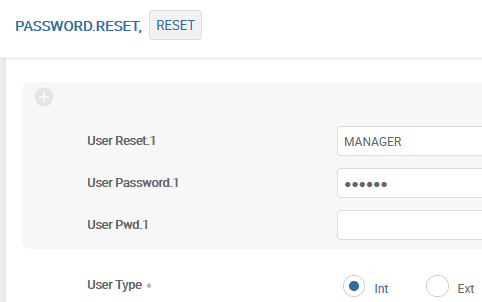 PASSWORD.RESET, RESET
User Reset.1 MANAGER
User Password.1 ••••••
User Pwd.1
User Type * Int Ext